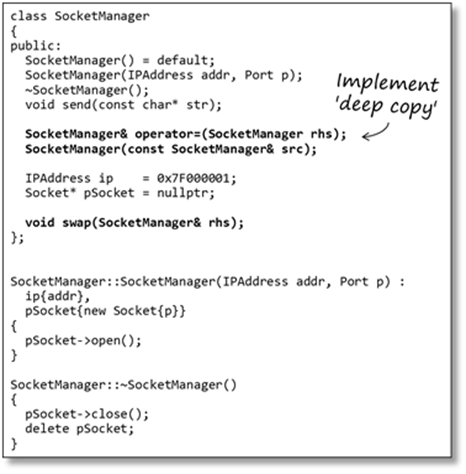 class SocketManager
{
public:
  SocketManager() = default;
  SocketManager(IPAddress addr, Port p);
  ~SocketManager();
  void send(const char* str);
Implement
'deep copy'
  SocketManager& operator=(SocketManager rhs);
  SocketManager(const SocketManager& src);
  IPAddress ip    = 0x7F000001;
  Socket* pSocket = nullptr;
  void swap(SocketManager& rhs);
};
SocketManager::SocketManager(IPAddress addr, Port p) :
  ip{addr},
  pSocket{new Socket{p}}
{
  pSocket->open();
}
SocketManager::~SocketManager()
{
  pSocket->close();
  delete pSocket;
}